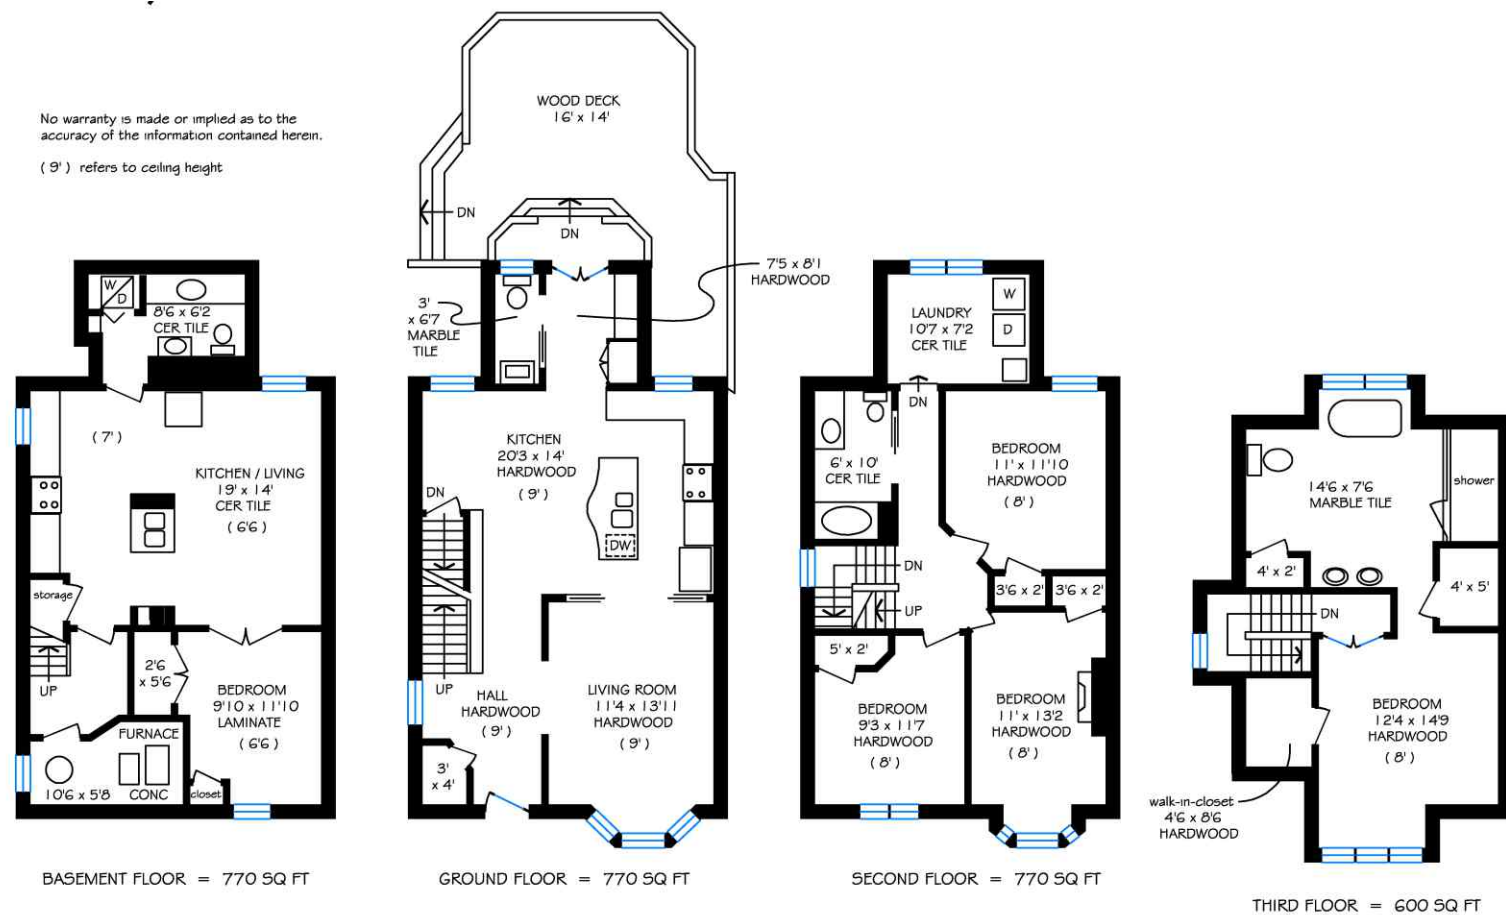 No warranty is made or implied as to the
accuracy of the information contained herein.
( 9' ) refers to ceiling height
W
D
8'6 x 6'2
CER TILE
( 7' )
KITCHEN / LIVING
19' x 14'
CER TILE
( 6'6 )
storage
UP
2'6
x 5'6
BEDROOM
9'10 x 11'10
LAMINATE
( 6'6 )
FURNACE
10'6 x 5'8
CONC
closet
BASEMENT FLOOR = 770 SQ FT
WOOD DECK
16' x 14'
DN
DN
7'5 x 8'1
HARDWOOD
3'
x 6'7
MARBLE
TILE
KITCHEN
20'3 x 14'
HARDWOOD
( 9' )
DN
DW
UP
HALL
HARDWOOD
( 9' )
LIVING ROOM
11'4 x 13'11
HARDWOOD
( 9' )
3'
x 4'
GROUND FLOOR = 770 SQ FT
LAUNDRY
10'7 x 7'2
CER TILE
W
D
DN
6' x 10'
CER TILE
BEDROOM
11' x 11'10
HARDWOOD
( 8' )
DN
UP
3'6 x 2'
3'6 x 2'
5' x 2'
BEDROOM
9'3 x 11'7
HARDWOOD
( 8' )
BEDROOM
11' x 13'2
HARDWOOD
( 8' )
SECOND FLOOR = 770 SQ FT
14'6 x 7'6
MARBLE TILE
shower
4' x 2'
4' x 5'
DN
BEDROOM
12'4 x 14'9
HARDWOOD
( 8' )
walk-in-closet
4'6 x 8'6
HARDWOOD
THIRD FLOOR = 600 SQ FT